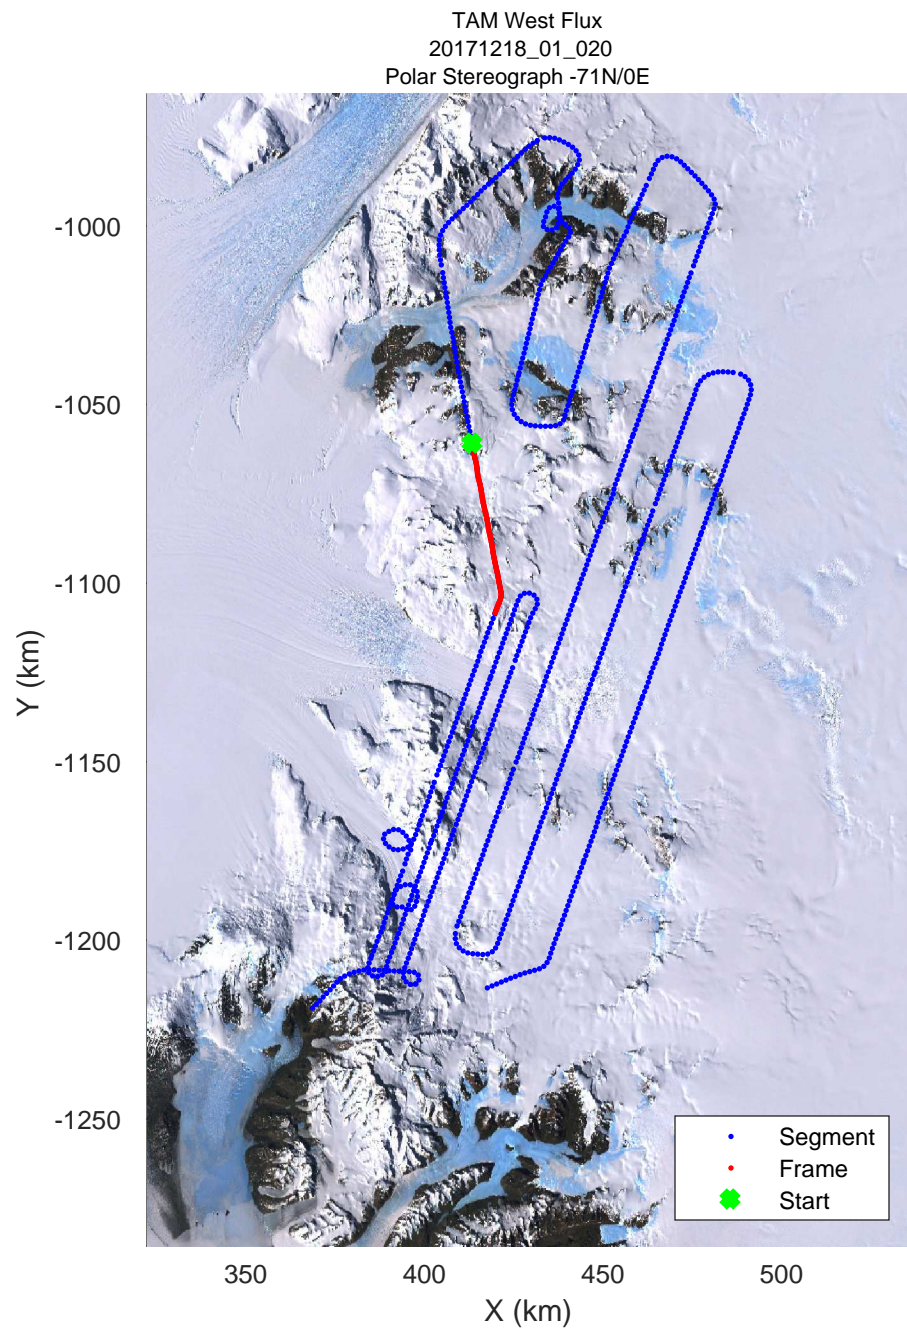 TAM West Flux
20171218_01_020
Polar Stereograph -71N/0E
-1000
-1050
-1100
-1150
-1200
-1250
Y (km)
350
400
450
500
X (km)
Segment
Frame
Start